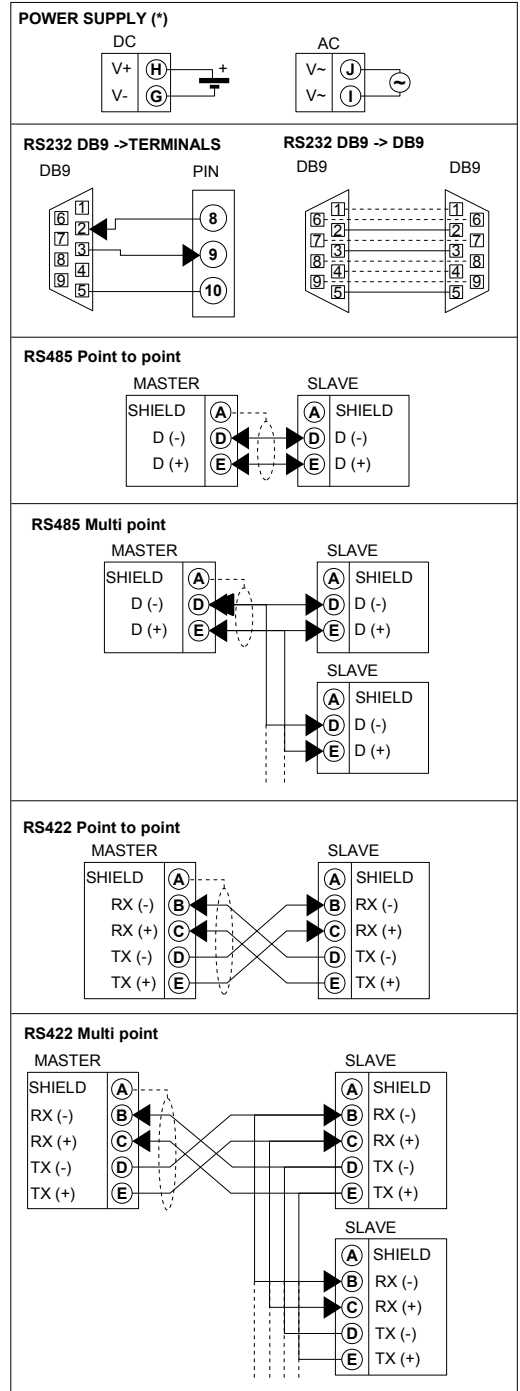 POWER SUPPLY (*)
DC
V+ H +
V- G
AC
V~ J
V~ I
~
RS232 DB9 ->TERMINALS
DB9 PIN
1
6
2
7
3
8
4
9
5
8
9
10
RS232 DB9 -> DB9
DB9 DB9
1
6
2
7
3
8
4
9
5
1
6
2
7
3
8
4
9
5
RS485 Point to point
MASTER SLAVE
SHIELD A A SHIELD
D (-) D D D (-)
D (+) E E D (+)
RS485 Multi point
MASTER SLAVE
SHIELD A A SHIELD
D (-) D D D (-)
D (+) E E D (+)
SLAVE
A SHIELD
D D (-)
E D (+)
RS422 Point to point
MASTER SLAVE
SHIELD A A SHIELD
RX (-) B B RX (-)
RX (+) C C RX (+)
TX (-) D D TX (-)
TX (+) E E TX (+)
RS422 Multi point
MASTER SLAVE
SHIELD A A SHIELD
RX (-) B B RX (-)
RX (+) C C RX (+)
TX (-) D D TX (-)
TX (+) E E TX (+)
SLAVE
A SHIELD
B RX (-)
C RX (+)
D TX (-)
E TX (+)